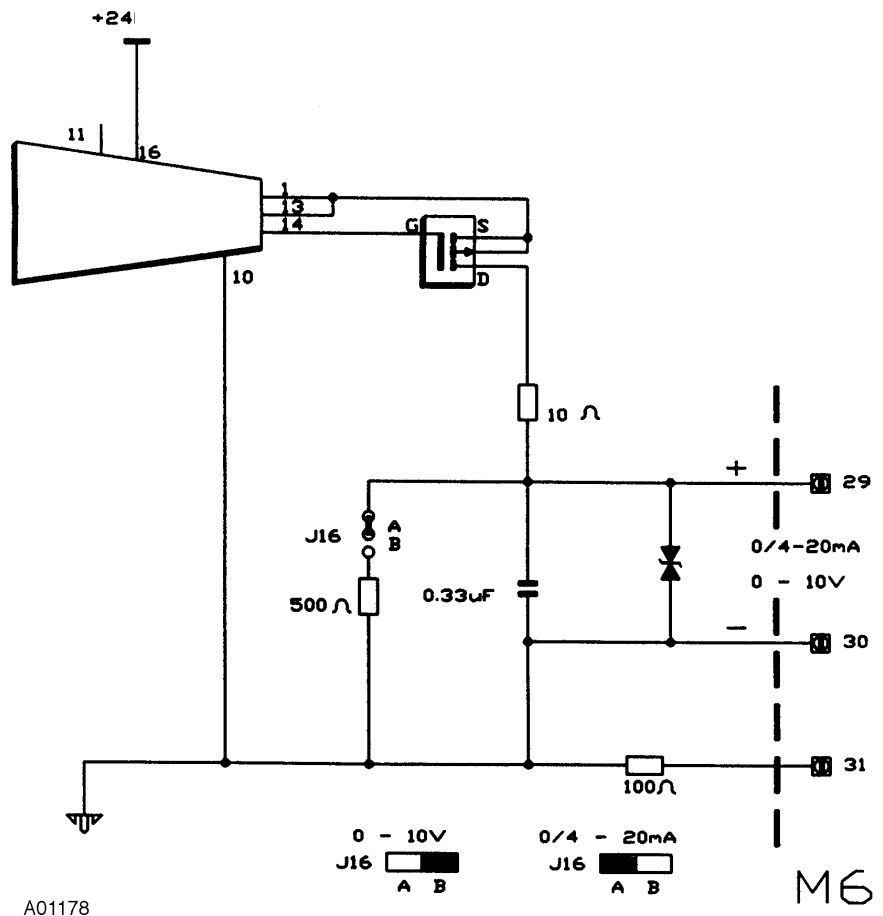 +24
11
16
1
13
14
G
S
D
10
10 Ω
+
29
J16
A
B
0/4-20mA
0 - 10V
500 Ω
0.33uF
−
30
31
100Ω
0 - 10V
0/4 - 20mA
J16
J16
A B
A B
M6
A01178